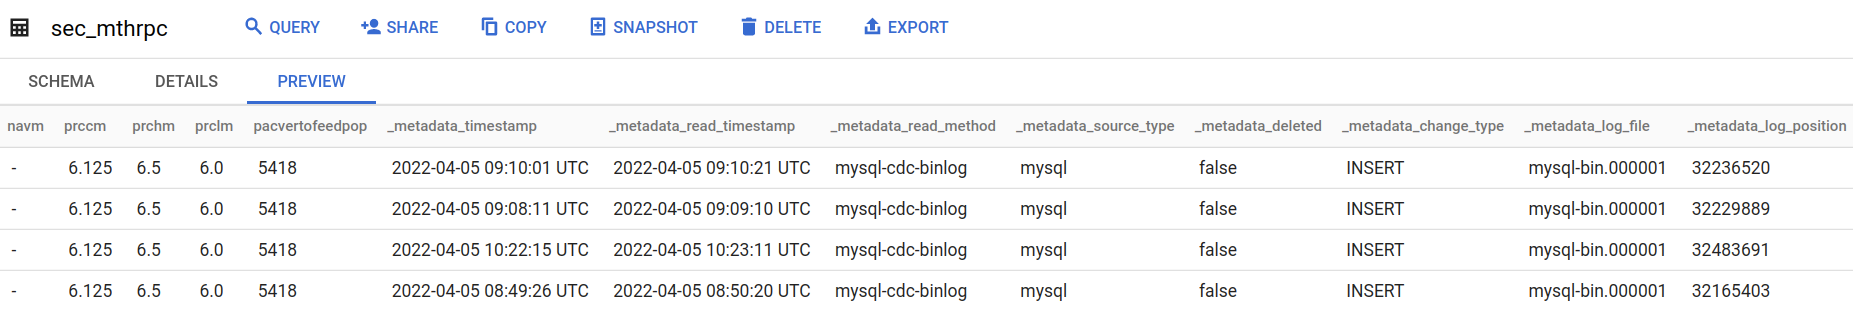 sec_mthrpc QUERY SHARE COPY SNAPSHOT DELETE EXPORT
SCHEMA DETAILS PREVIEW
navm prccm prchm prclm pacvertofeedpop _metadata_timestamp _metadata_read_timestamp _metadata_read_method _metadata_source_type _metadata_deleted _metadata_change_type _metadata_log_file _metadata_log_position
- 6.125 6.5 6.0 5418 2022-04-05 09:10:01 UTC 2022-04-05 09:10:21 UTC mysql-cdc-binlog mysql false INSERT mysql-bin.000001 32236520
- 6.125 6.5 6.0 5418 2022-04-05 09:08:11 UTC 2022-04-05 09:09:10 UTC mysql-cdc-binlog mysql false INSERT mysql-bin.000001 32229889
- 6.125 6.5 6.0 5418 2022-04-05 10:22:15 UTC 2022-04-05 10:23:11 UTC mysql-cdc-binlog mysql false INSERT mysql-bin.000001 32483691
- 6.125 6.5 6.0 5418 2022-04-05 08:49:26 UTC 2022-04-05 08:50:20 UTC mysql-cdc-binlog mysql false INSERT mysql-bin.000001 32165403